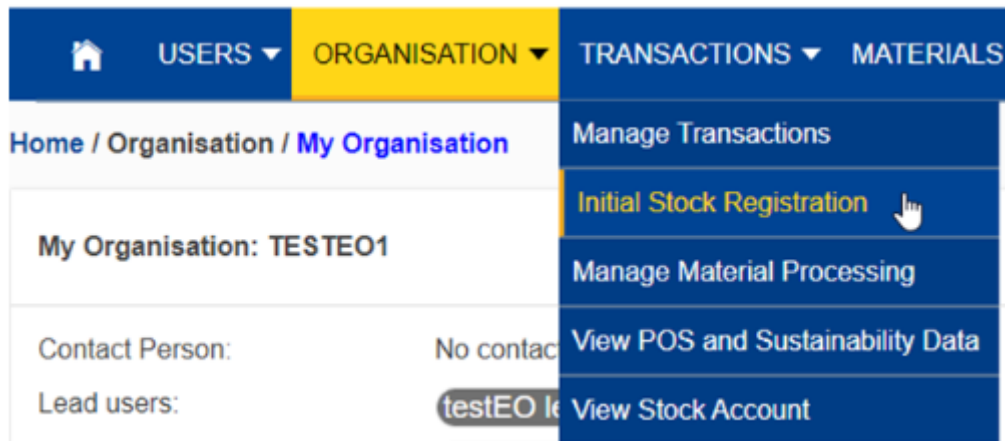 USERS ORGANISATION TRANSACTIONS MATERIALS
Home / Organisation / My Organisation
Manage Transactions
Initial Stock Registration
My Organisation: TESTEO1
Manage Material Processing
Contact Person: No contac
View POS and Sustainability Data
Lead users: testEO le
View Stock Account